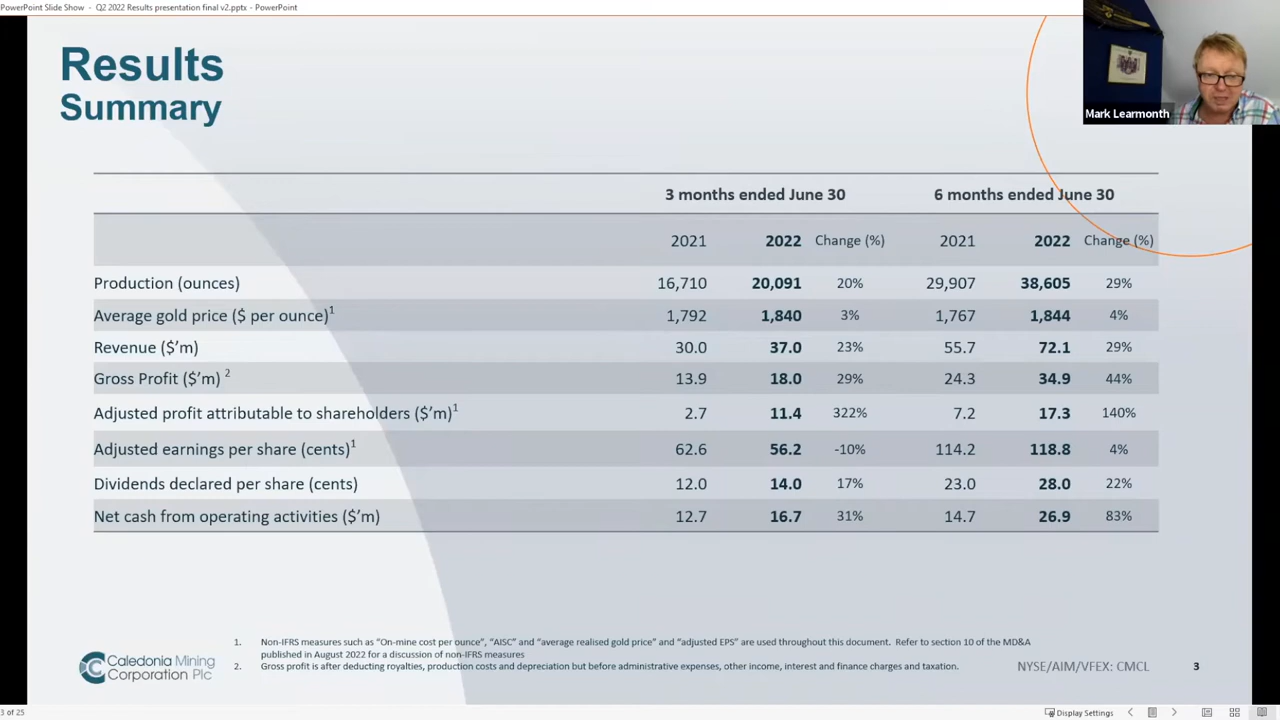 PowerPoint Slide Show - Q2 2022 Results presentation final v2.pptx - PowerPoint
Results
Summary
Mark Learmonth
3 months ended June 30 6 months ended June 30
2021 2022 Change (%) 2021 2022 Change (%)
Production (ounces) 16,710 20,091 20% 29,907 38,605 29%
Average gold price ($ per ounce)1 1,792 1,840 3% 1,767 1,844 4%
Revenue ($'m) 30.0 37.0 23% 55.7 72.1 29%
Gross Profit ($'m) 2 13.9 18.0 29% 24.3 34.9 44%
Adjusted profit attributable to shareholders ($'m)1 2.7 11.4 322% 7.2 17.3 140%
Adjusted earnings per share (cents)1 62.6 56.2 -10% 114.2 118.8 4%
Dividends declared per share (cents) 12.0 14.0 17% 23.0 28.0 22%
Net cash from operating activities ($'m) 12.7 16.7 31% 14.7 26.9 83%
1. Non-IFRS measures such as "On-mine cost per ounce", "AISC" and "average realised gold price" and "adjusted EPS" are used throughout this document. Refer to section 10 of the MD&A
published in August 2022 for a discussion of non-IFRS measures
2. Gross profit is after deducting royalties, production costs and depreciation but before administrative expenses, other income, interest and finance charges and taxation.
Caledonia Mining
Corporation Plc
NYSE/AIM/VFEX: CMCL 3
3 of 25
Display Settings